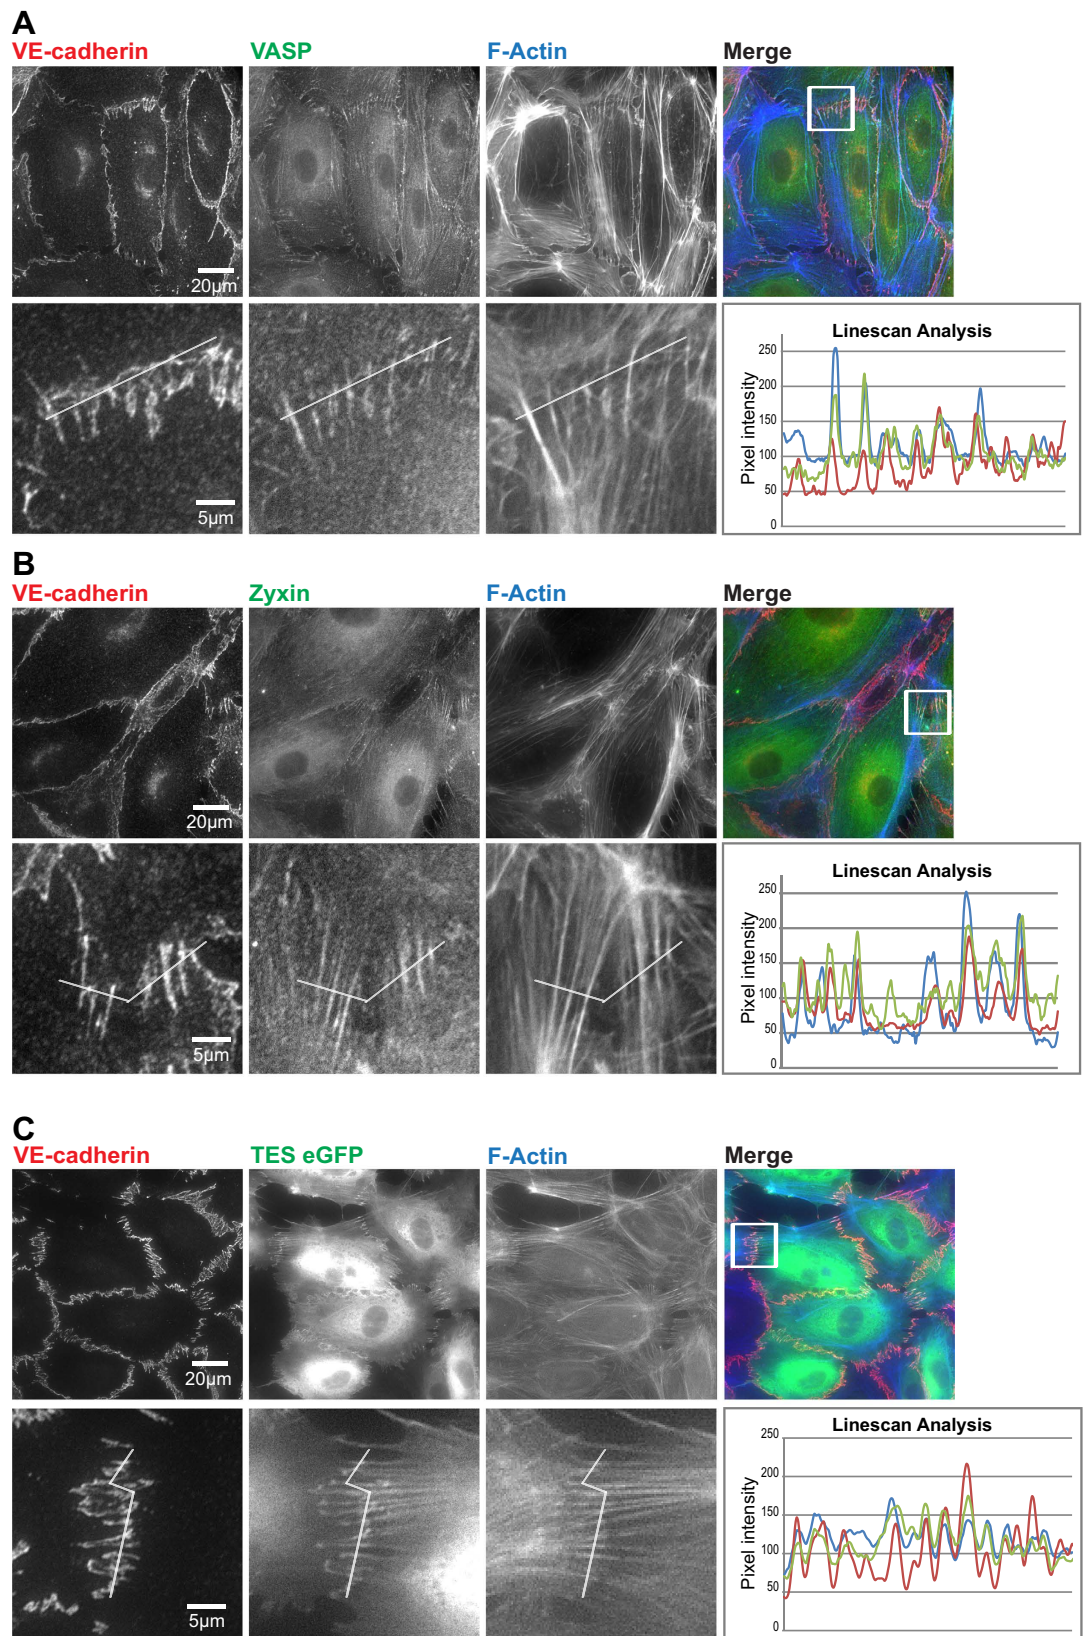 A
VE-cadherin VASP F-Actin Merge
20µm
Linescan Analysis
Pixel intensity
250
200
150
100
50
0
5µm
B
VE-cadherin Zyxin F-Actin Merge
20µm
Linescan Analysis
Pixel intensity
250
200
150
100
50
0
5µm
C
VE-cadherin TES eGFP F-Actin Merge
20µm
Linescan Analysis
Pixel intensity
250
200
150
100
50
0
5µm